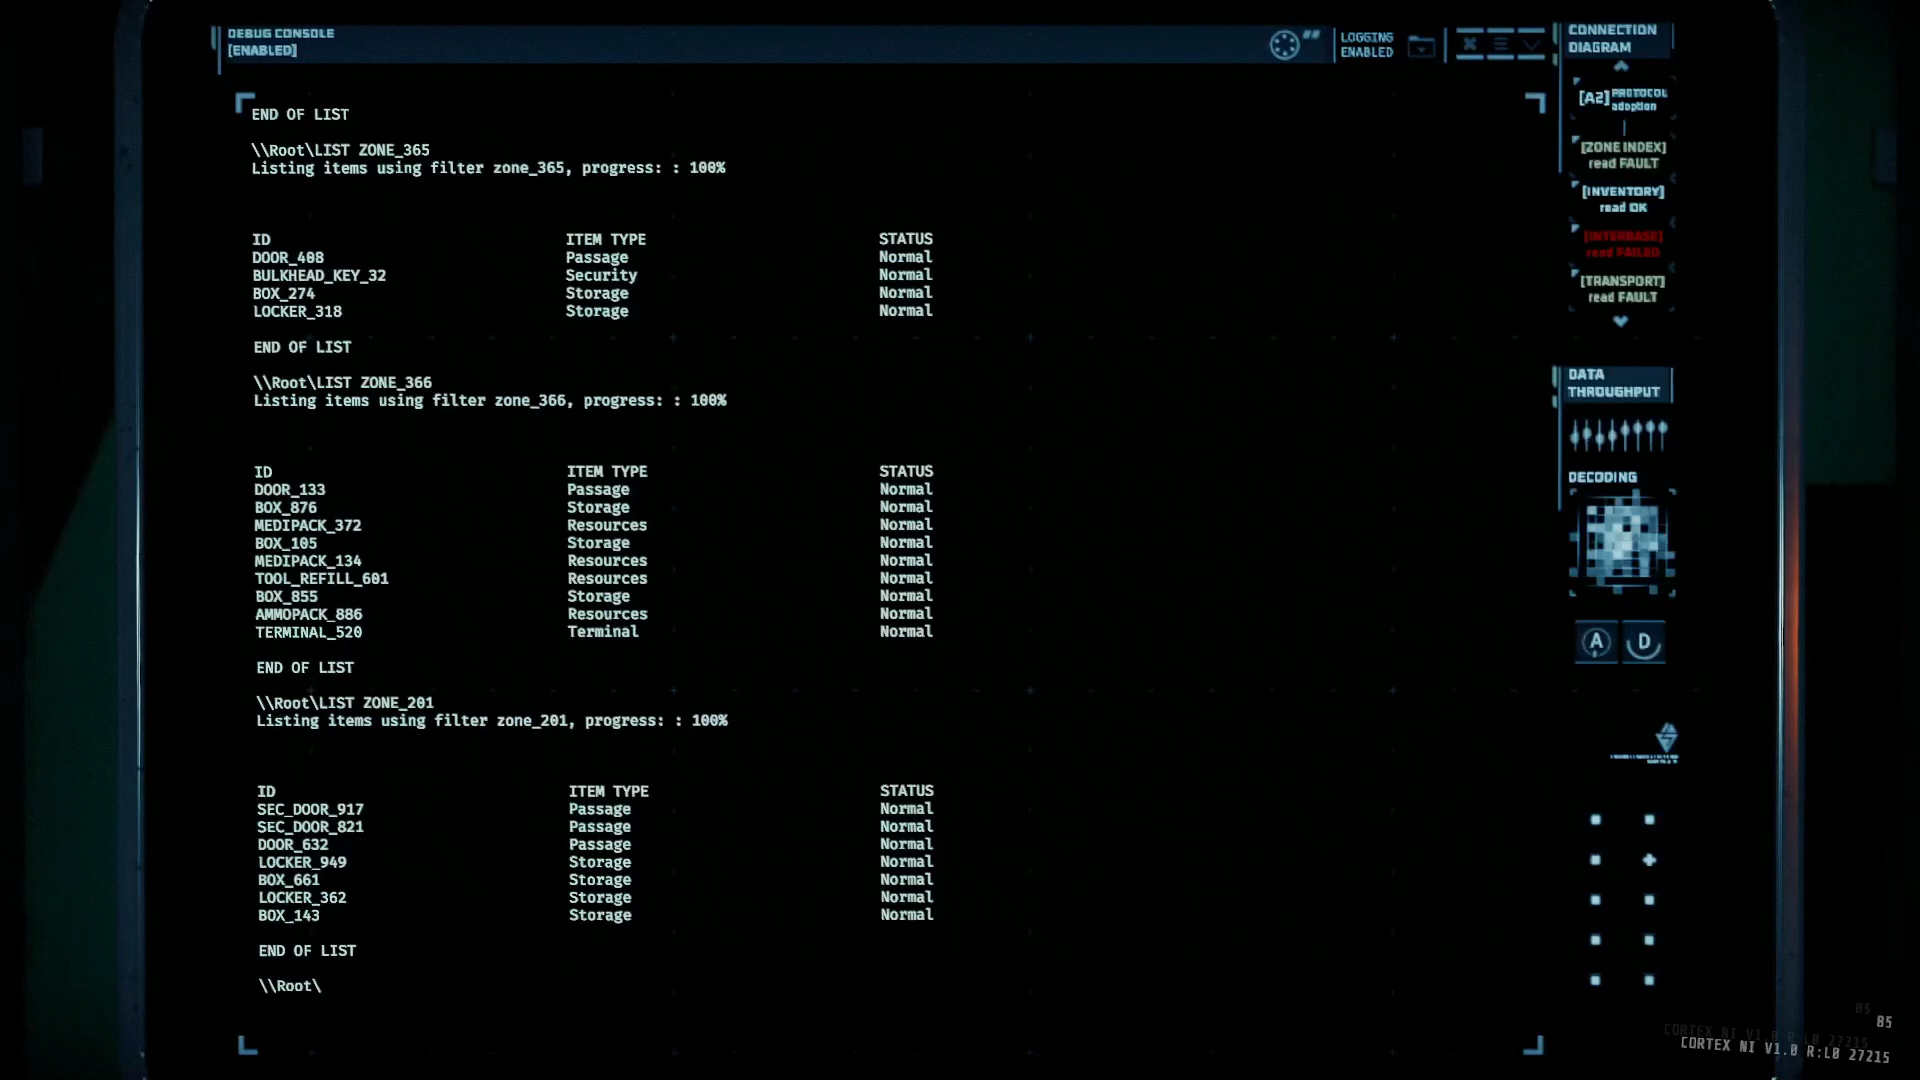 DEBUG CONSOLE
[ENABLED]
LOGGING
ENABLED
END OF LIST
\\Root\LIST ZONE_365
Listing items using filter zone_365, progress: : 100%
ID ITEM TYPE STATUS
DOOR_408 Passage Normal
BULKHEAD_KEY_32 Security Normal
BOX_274 Storage Normal
LOCKER_318 Storage Normal
END OF LIST
\\Root\LIST ZONE_366
Listing items using filter zone_366, progress: : 100%
ID ITEM TYPE STATUS
DOOR_133 Passage Normal
BOX_876 Storage Normal
MEDIPACK_372 Resources Normal
BOX_105 Storage Normal
MEDIPACK_134 Resources Normal
TOOL_REFILL_601 Resources Normal
BOX_855 Storage Normal
AMMOPACK_886 Resources Normal
TERMINAL_520 Terminal Normal
END OF LIST
\\Root\LIST ZONE_201
Listing items using filter zone_201, progress: : 100%
ID ITEM TYPE STATUS
SEC_DOOR_917 Passage Normal
SEC_DOOR_821 Passage Normal
DOOR_632 Passage Normal
LOCKER_949 Storage Normal
BOX_661 Storage Normal
LOCKER_362 Storage Normal
BOX_143 Storage Normal
END OF LIST
\\Root\
CONNECTION
DIAGRAM
[A2] PROTOCOL
adoption
[ZONE INDEX]
read FAULT
[INVENTORY]
read OK
[INTERBASE]
read FAILED
[TRANSPORT]
read FAULT
DATA
THROUGHPUT
DECODING
A D
85
CORTEX NI V1.0 R:L0 27215